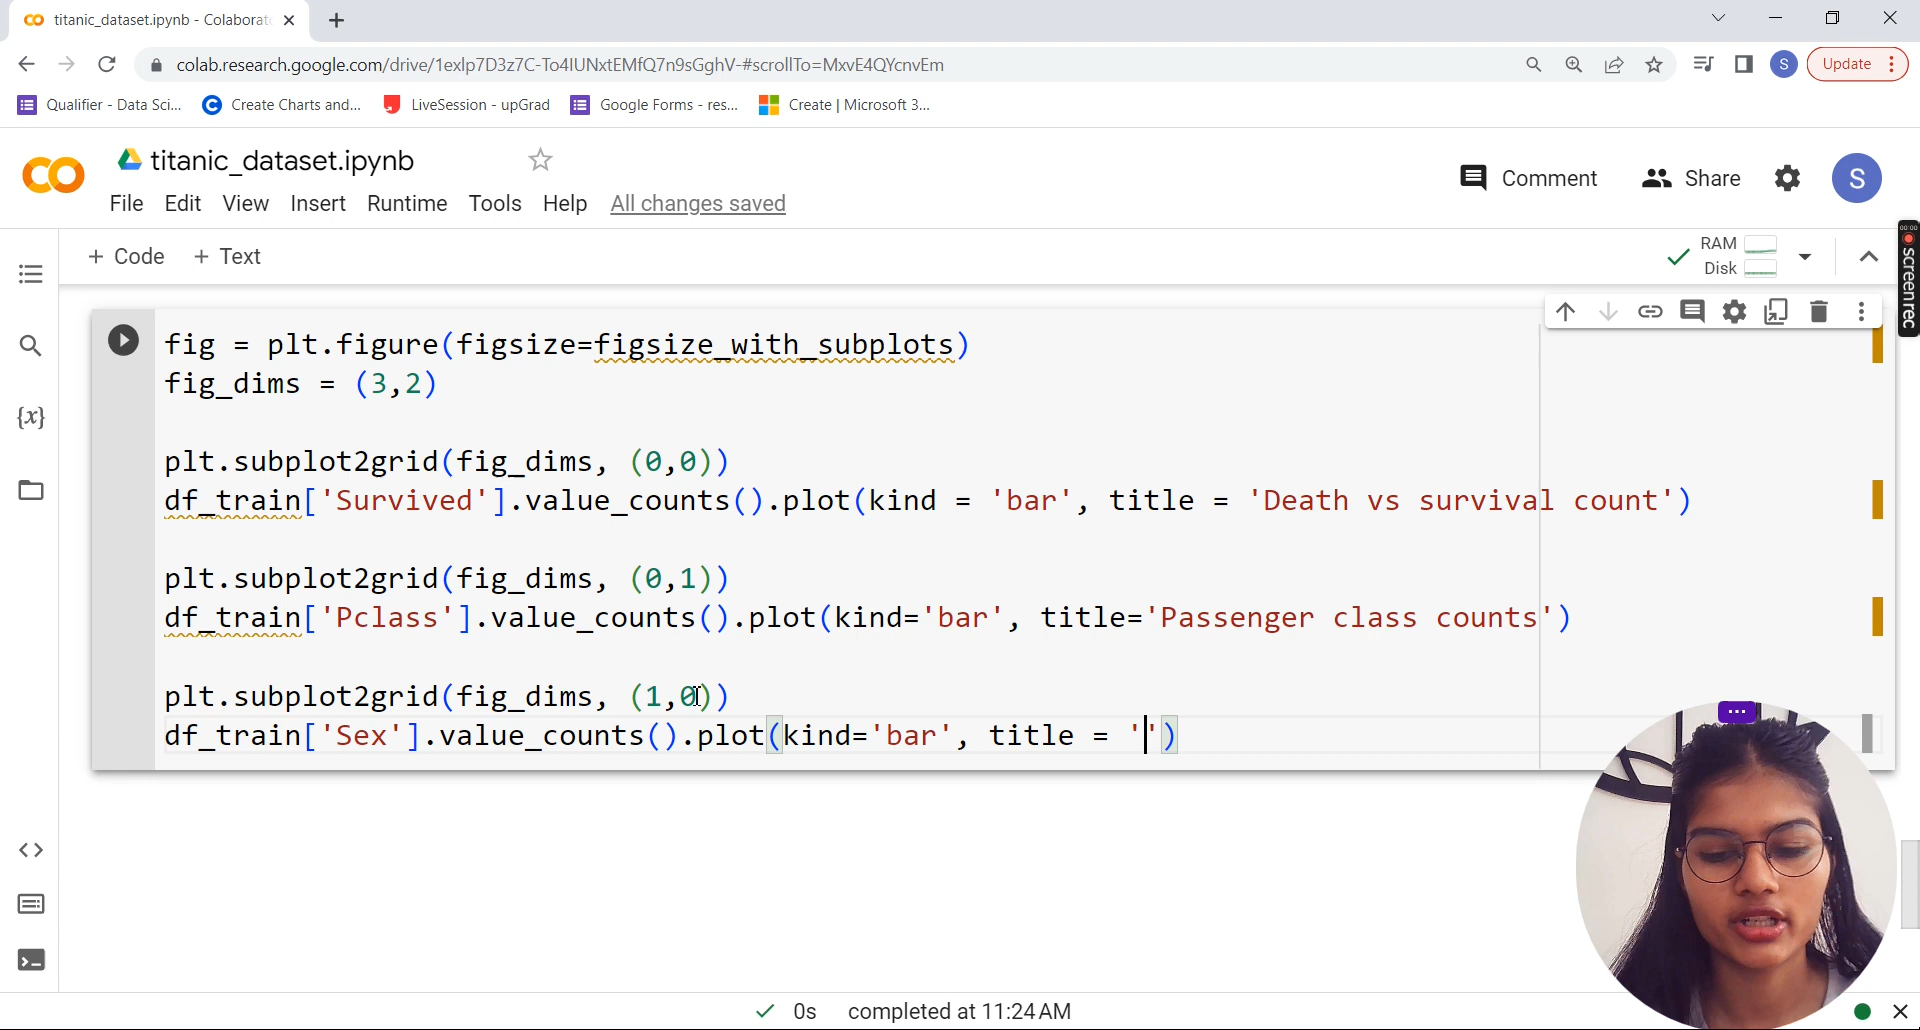 titanic_dataset.ipynb - Colaborat
colab.research.google.com/drive/1exlp7D3z7C-To4IUNxtEMfQ7n9sGghV-#scrollTo=MxvE4QYcnvEm
S
Update
Qualifier - Data Sci...
Create Charts and...
LiveSession - upGrad
Google Forms - res...
Create | Microsoft 3...
titanic_dataset.ipynb
Comment
Share
S
File Edit View Insert Runtime Tools Help All changes saved
+ Code + Text
RAM
Disk
00:00
screenrec
fig = plt.figure(figsize=figsize_with_subplots)
fig_dims = (3,2)
plt.subplot2grid(fig_dims, (0,0))
df_train['Survived'].value_counts().plot(kind = 'bar', title = 'Death vs survival count')
plt.subplot2grid(fig_dims, (0,1))
df_train['Pclass'].value_counts().plot(kind='bar', title='Passenger class counts')
plt.subplot2grid(fig_dims, (1,0))
df_train['Sex'].value_counts().plot(kind='bar', title = '')
{x}
0s completed at 11:24 AM